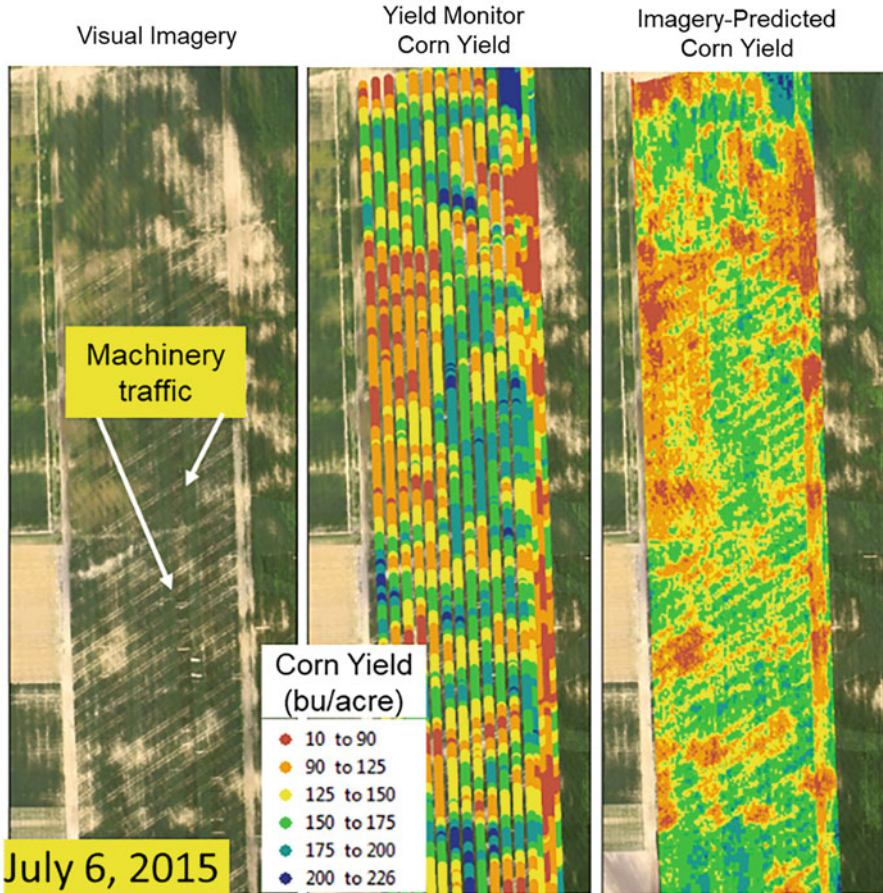 Visual Imagery
Yield Monitor
Corn Yield
Imagery-Predicted
Corn Yield
Machinery
traffic
Corn Yield
(bu/acre)
10 to 90
90 to 125
125 to 150
150 to 175
175 to 200
200 to 226
July 6, 2015